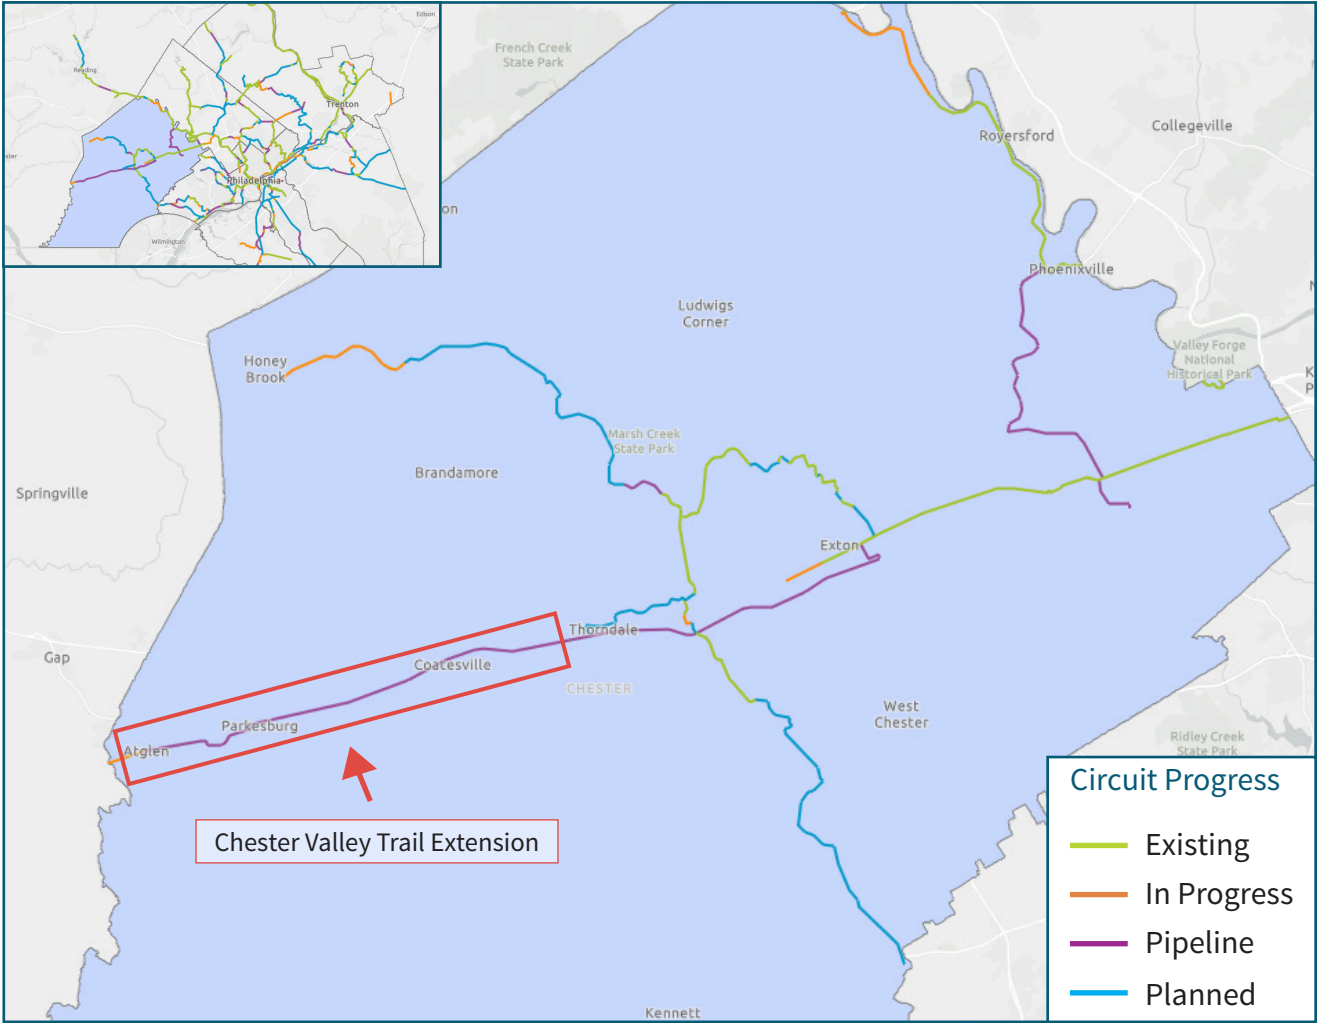 Edison
Reading
Trenton
Philadelphia
Wilmington
ster
French Creek
State Park
on
Royersford
Collegeville
Phoenixville
Ludwigs
Corner
Valley Forge
National
Historical Park
K
P
N
Honey
Brook
Marsh Creek
State Park
Brandamore
Springville
Exton
Thorndale
Gap
Coatesville
CHESTER
Parkesburg
Atglen
West
Chester
Ridley Creek
State Park
Chester Valley Trail Extension
Kennett
Circuit Progress
Existing
In Progress
Pipeline
Planned